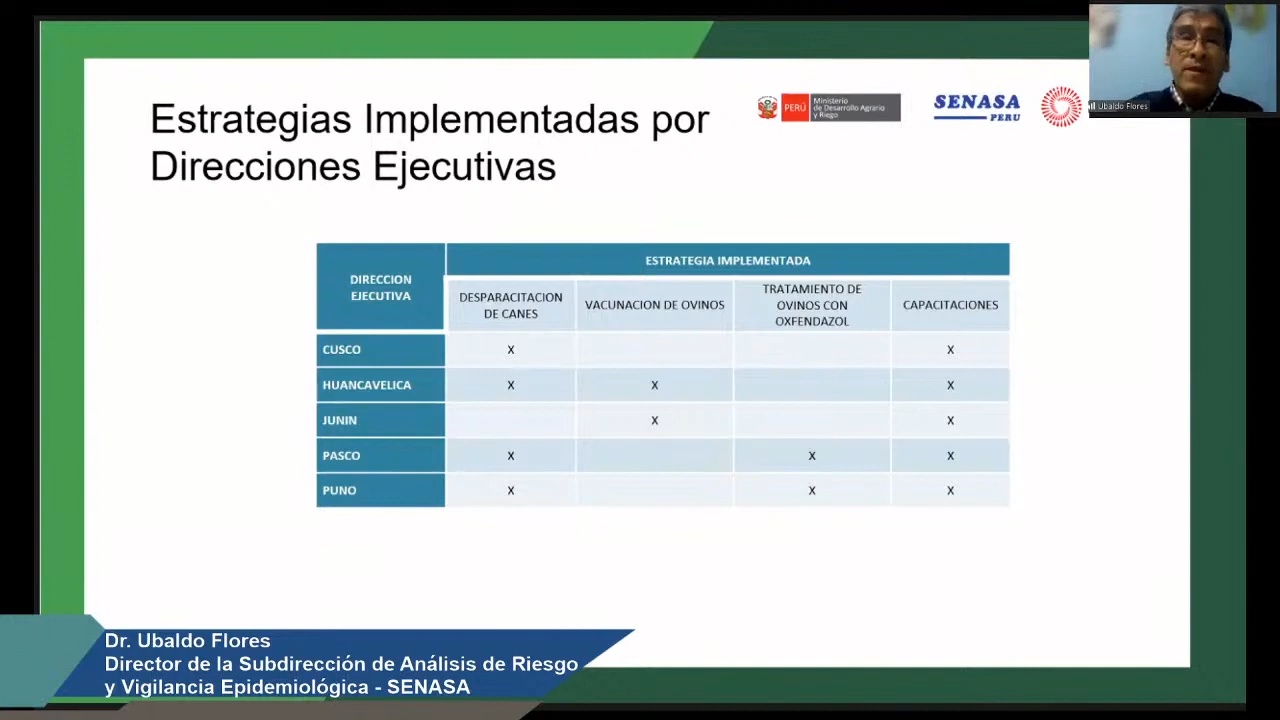 Estrategias Implementadas por
Direcciones Ejecutivas
PERÚ
Ministerio
de Desarrollo Agrario
y Riego
SENASA
PERU
Ubaldo Flores
DIRECCION
EJECUTIVA
ESTRATEGIA IMPLEMENTADA
DESPARACITACION
DE CANES
VACUNACION DE OVINOS
TRATAMIENTO DE
OVINOS CON
OXFENDAZOL
CAPACITACIONES
CUSCO X X
HUANCAVELICA X X X
JUNIN X X
PASCO X X X
PUNO X X X
Dr. Ubaldo Flores
Director de la Subdirección de Análisis de Riesgo
y Vigilancia Epidemiológica - SENASA